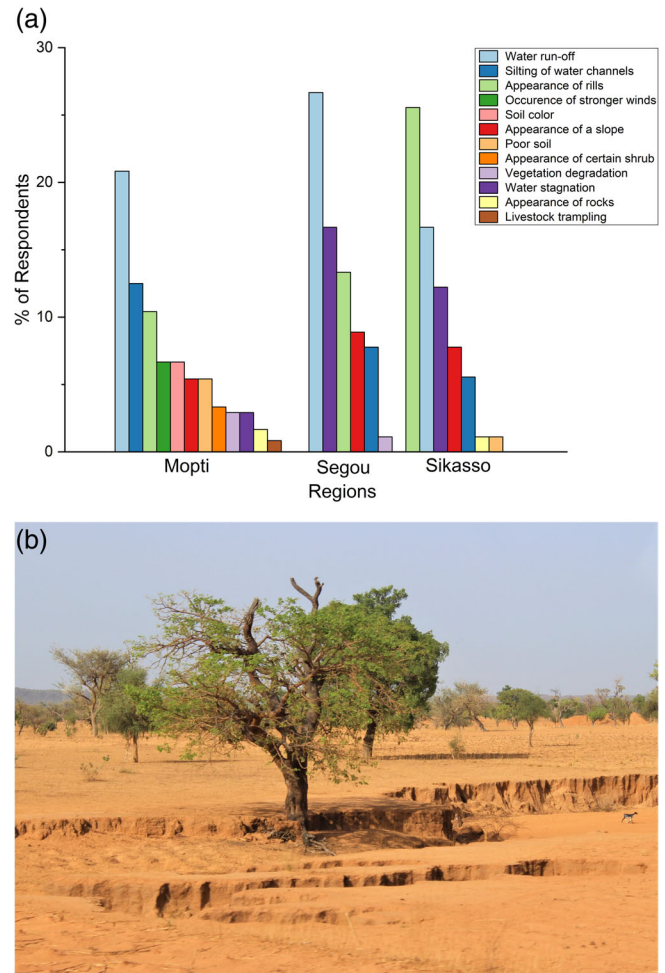 (a)
30
20
10
0
% of Respondents
Water run-off
Silting of water channels
Appearance of rills
Occurence of stronger winds
Soil color
Appearance of a slope
Poor soil
Appearance of certain shrub
Vegetation degradation
Water stagnation
Appearance of rocks
Livestock trampling
Mopti
Segou
Sikasso
Regions
(b)